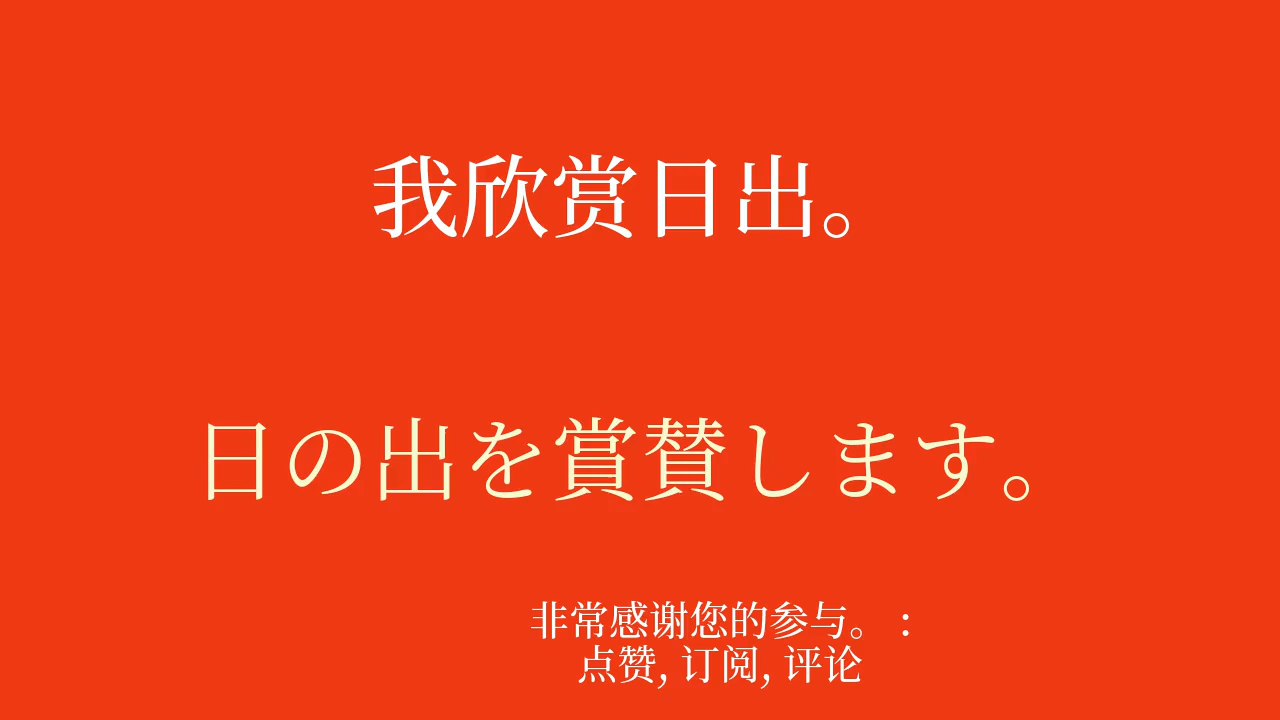 我欣赏日出。
日の出を賞賛します。
非常感谢您的参与。 :
点赞, 订阅, 评论